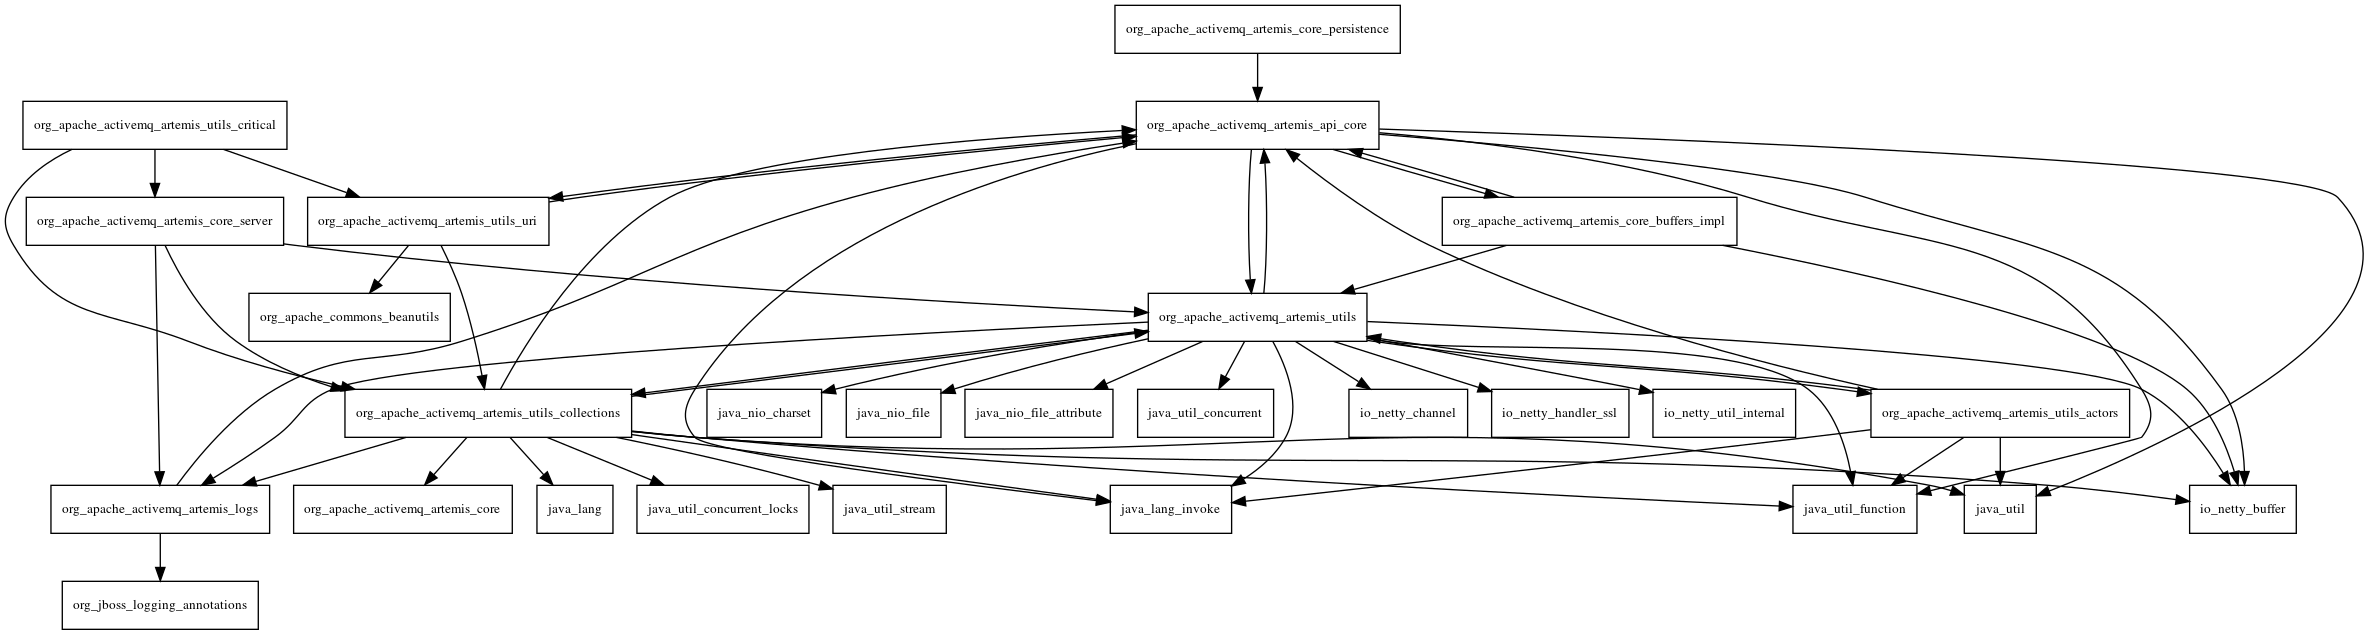 org_apache_activemq_artemis_core_persistence
org_apache_activemq_artemis_utils_critical
org_apache_activemq_artemis_api_core
org_apache_activemq_artemis_core_server
org_apache_activemq_artemis_utils_uri
org_apache_activemq_artemis_core_buffers_impl
org_apache_commons_beanutils
org_apache_activemq_artemis_utils
org_apache_activemq_artemis_utils_collections
java_nio_charset
java_nio_file
java_nio_file_attribute
java_util_concurrent
io_netty_channel
io_netty_handler_ssl
io_netty_util_internal
org_apache_activemq_artemis_utils_actors
org_apache_activemq_artemis_logs
org_apache_activemq_artemis_core
java_lang
java_util_concurrent_locks
java_util_stream
java_lang_invoke
java_util_function
java_util
io_netty_buffer
org_jboss_logging_annotations